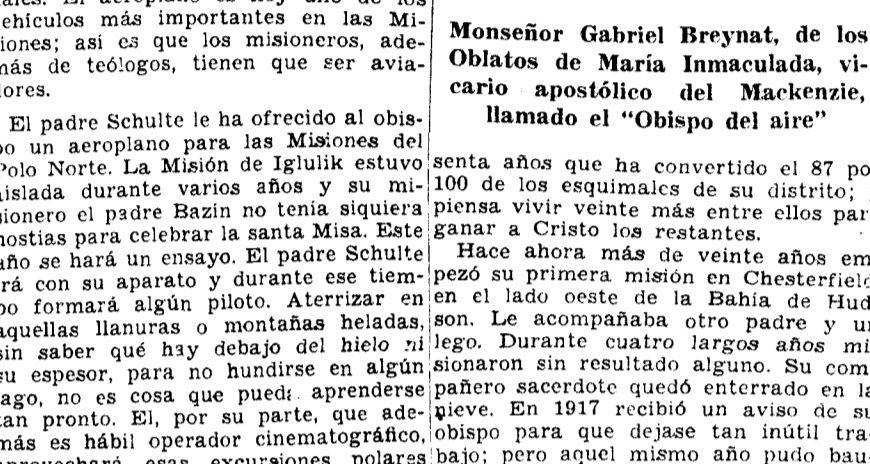 vehículos más importantes en las Mi-
siones; así es que los misioneros, ade-
más de teólogos, tienen que ser avia-
dores.
El padre Schulte le ha ofrecido al obis-
po un aeroplano para las Misiones del
Polo Norte. La Misión de Iglulik estuvo
aislada durante varios años y su mi-
sionero el padre Bazin no tenía siquiera
hostias para celebrar la santa Misa. Este
año se hará un ensayo. El padre Schulte
irá con su aparato y durante ese tiem-
po formará algún piloto. Aterrizar en
aquellas llanuras o montañas heladas,
sin saber qué hay debajo del hielo ni
su espesor, para no hundirse en algún
lago, no es cosa que pueda aprenderse
tan pronto. El, por su parte, que ade-
más es hábil operador cinematográfico,
aprovechará esas excursiones polares
Monseñor Gabriel Breynat, de los
Oblatos de María Inmaculada, vi-
cario apostólico del Mackenzie,
llamado el "Obispo del aire"
senta años que ha convertido el 87 po
100 de los esquimales de su distrito;
piensa vivir veinte más entre ellos par
ganar a Cristo los restantes.
Hace ahora más de veinte años em
pezó su primera misión en Chesterfield
en el lado oeste de la Bahía de Hud
son. Le acompañaba otro padre y un
lego. Durante cuatro largos años mi
sionaron sin resultado alguno. Su com
pañero sacerdote quedó enterrado en la
nieve. En 1917 recibió un aviso de su
obispo para que dejase tan inútil tra-
bajo; pero aquel mismo año pudo bau-